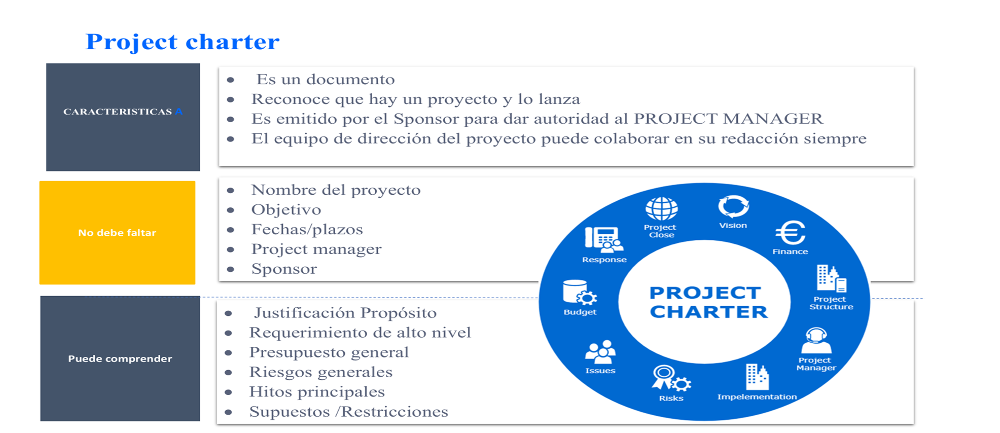 Project charter
CARACTERISTICAS A
• Es un documento
• Reconoce que hay un proyecto y lo lanza
• Es emitido por el Sponsor para dar autoridad al PROJECT MANAGER
• El equipo de dirección del proyecto puede colaborar en su redacción siempre
No debe faltar
• Nombre del proyecto
• Objetivo
• Fechas/plazos
• Project manager
• Sponsor
Puede comprender
• Justificación Propósito
• Requerimiento de alto nivel
• Presupuesto general
• Riesgos generales
• Hitos principales
• Supuestos /Restricciones
PROJECT
CHARTER
Vision
Finance
Project
Structure
Project
Manager
Impelementation
Risks
Issues
Budget
Response
Project
Close